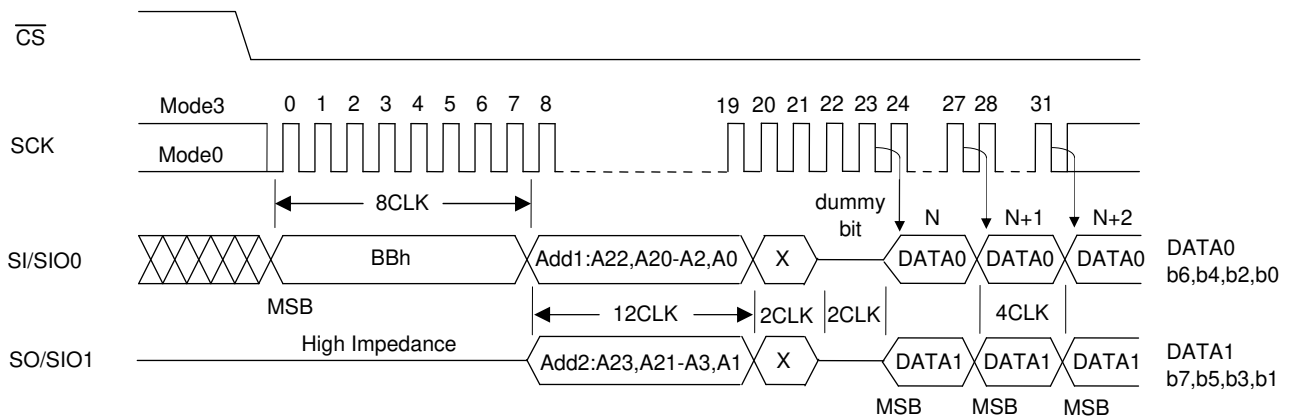 CS
Mode3 0 1 2 3 4 5 6 7 8 19 20 21 22 23 24 27 28 31
SCK
Mode0
8CLK
dummy bit
N N+1 N+2
SI/SIO0
BBh
Add1:A22,A20-A2,A0
X
DATA0 DATA0 DATA0
DATA0
b6,b4,b2,b0
MSB
12CLK 2CLK 2CLK 4CLK
High Impedance
SO/SIO1
Add2:A23,A21-A3,A1
X
DATA1 DATA1 DATA1
DATA1
b7,b5,b3,b1
MSB MSB MSB